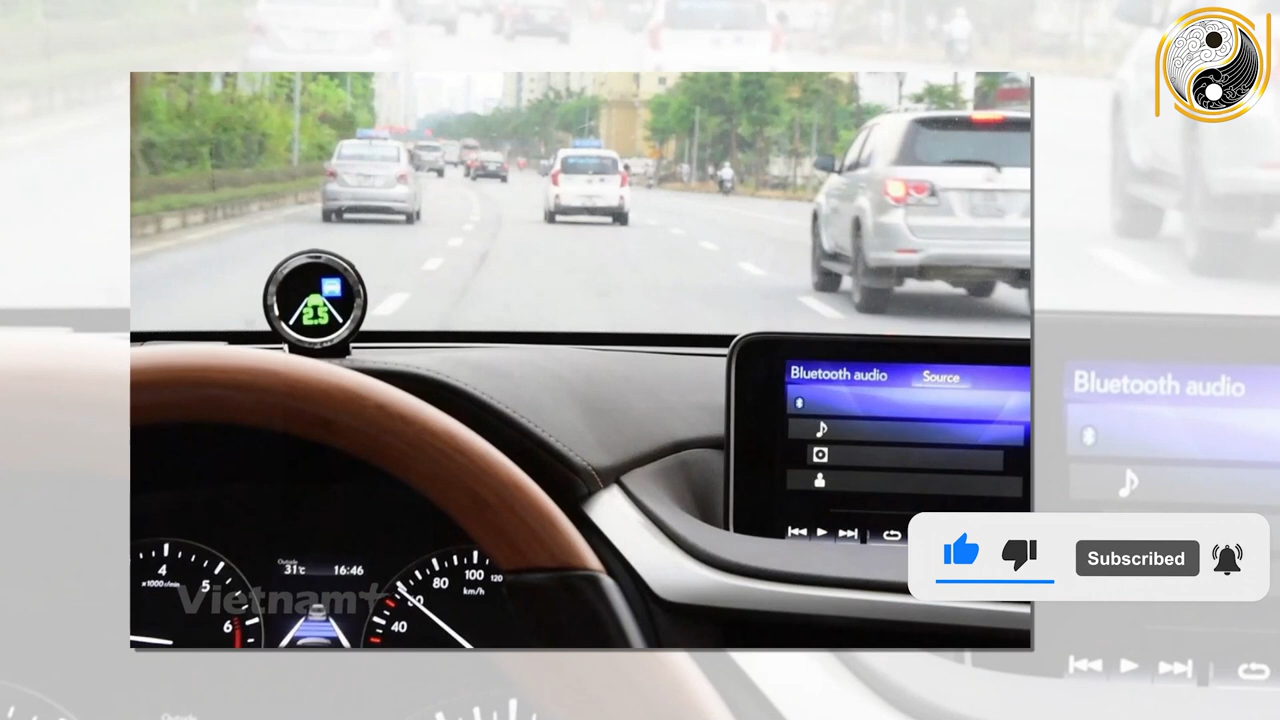 2.5
Bluetooth audio Source
Bluetooth audio
4
x1000r/min
5
6
Outside
31℃ 16:46
Vietnam+
40
80
100
120
km/h
Subscribed